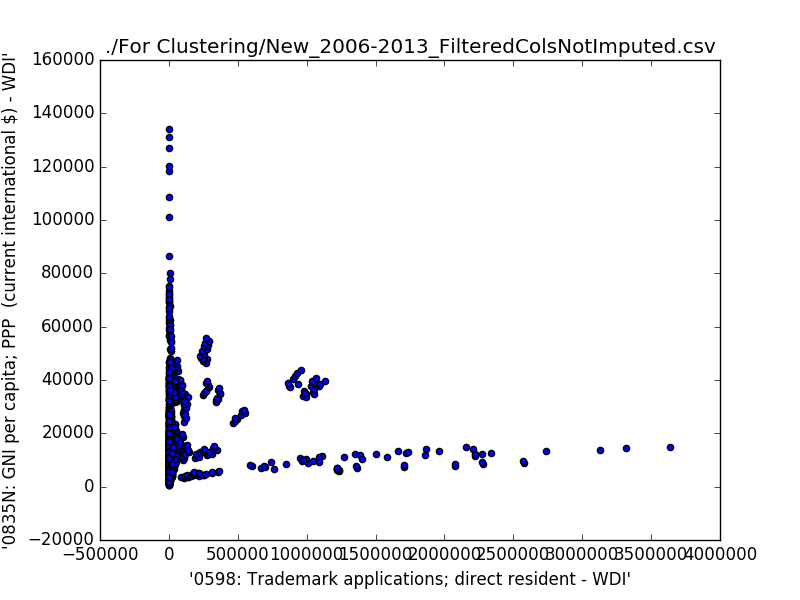 ./For Clustering/New_2006-2013_FilteredColsNotImputed.csv
160000
140000
120000
100000
80000
60000
40000
20000
0
−20000
'0835N: GNI per capita; PPP  (current international $) - WDI'
−500000 0 500000 1000000 1500000 2000000 2500000 3000000 3500000 4000000
'0598: Trademark applications; direct resident - WDI'